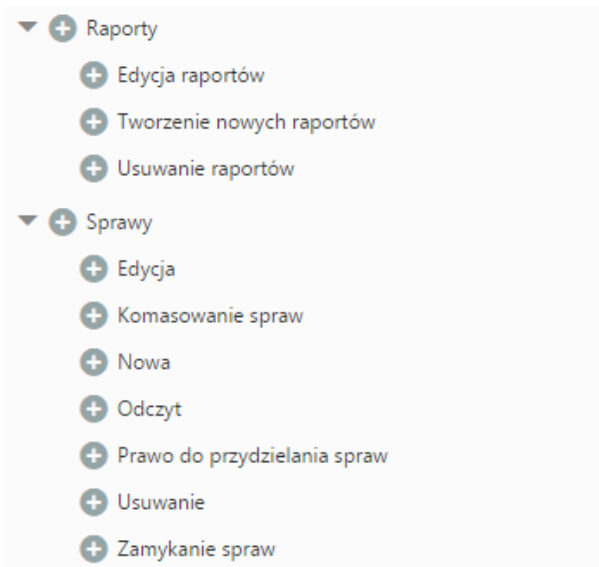 Raporty
Edycja raportów
Tworzenie nowych raportów
Usuwanie raportów
Sprawy
Edycja
Komasowanie spraw
Nowa
Odczyt
Prawo do przydzielania spraw
Usuwanie
Zamykanie spraw